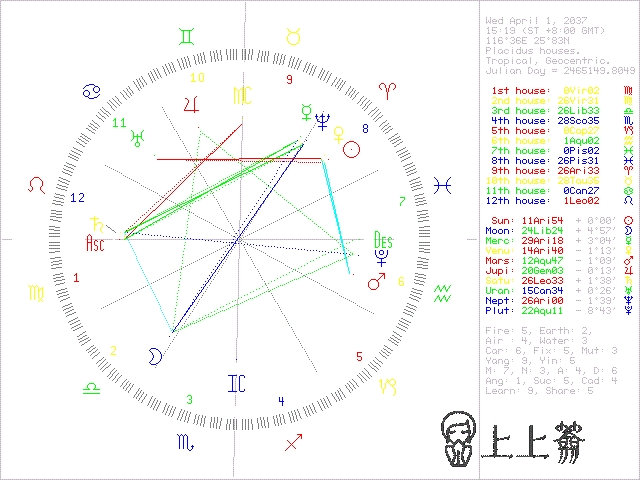 Wed April 1, 2037
15:19 (ST +8:00 GMT)
116°36E 25°83N
Placidus houses.
Tropical, Geocentric.
Julian Day = 2465149.8049
1st house: 0Vir02
2nd house: 26Vir31
3rd house: 26Lib33
4th house: 28Sco35
5th house: 0Cap27
6th house: 1Aqu02
7th house: 0Pis02
8th house: 26Pis31
9th house: 26Ari33
10th house: 28Tau35
11th house: 0Can27
12th house: 1Leo02
Sun: 11Ari54 + 0°00'
Moon: 24Lib24 + 4°57'
Merc: 29Ari18 + 3°04'
Venu: 14Ari40 - 1°13'
Mars: 12Aqu47 - 1°09'
Jupi: 20Gem03 - 0°13'
Satu: 26Leo33 + 1°38'
Uran: 15Can34 + 0°26'
Nept: 26Ari00 - 1°39'
Plut: 22Aqu11 - 8°43'
Fire: 5, Earth: 2,
Air : 4, Water: 3
Car: 6, Fix: 5, Mut: 3
Yang: 9, Yin: 5
M: 7, N: 3, A: 4, D: 6
Ang: 1, Suc: 5, Cad: 4
Learn: 9, Share: 5
10
9
MC
11
8
12
7
Asc
Des
1
6
2
5
IC
3
4
上上